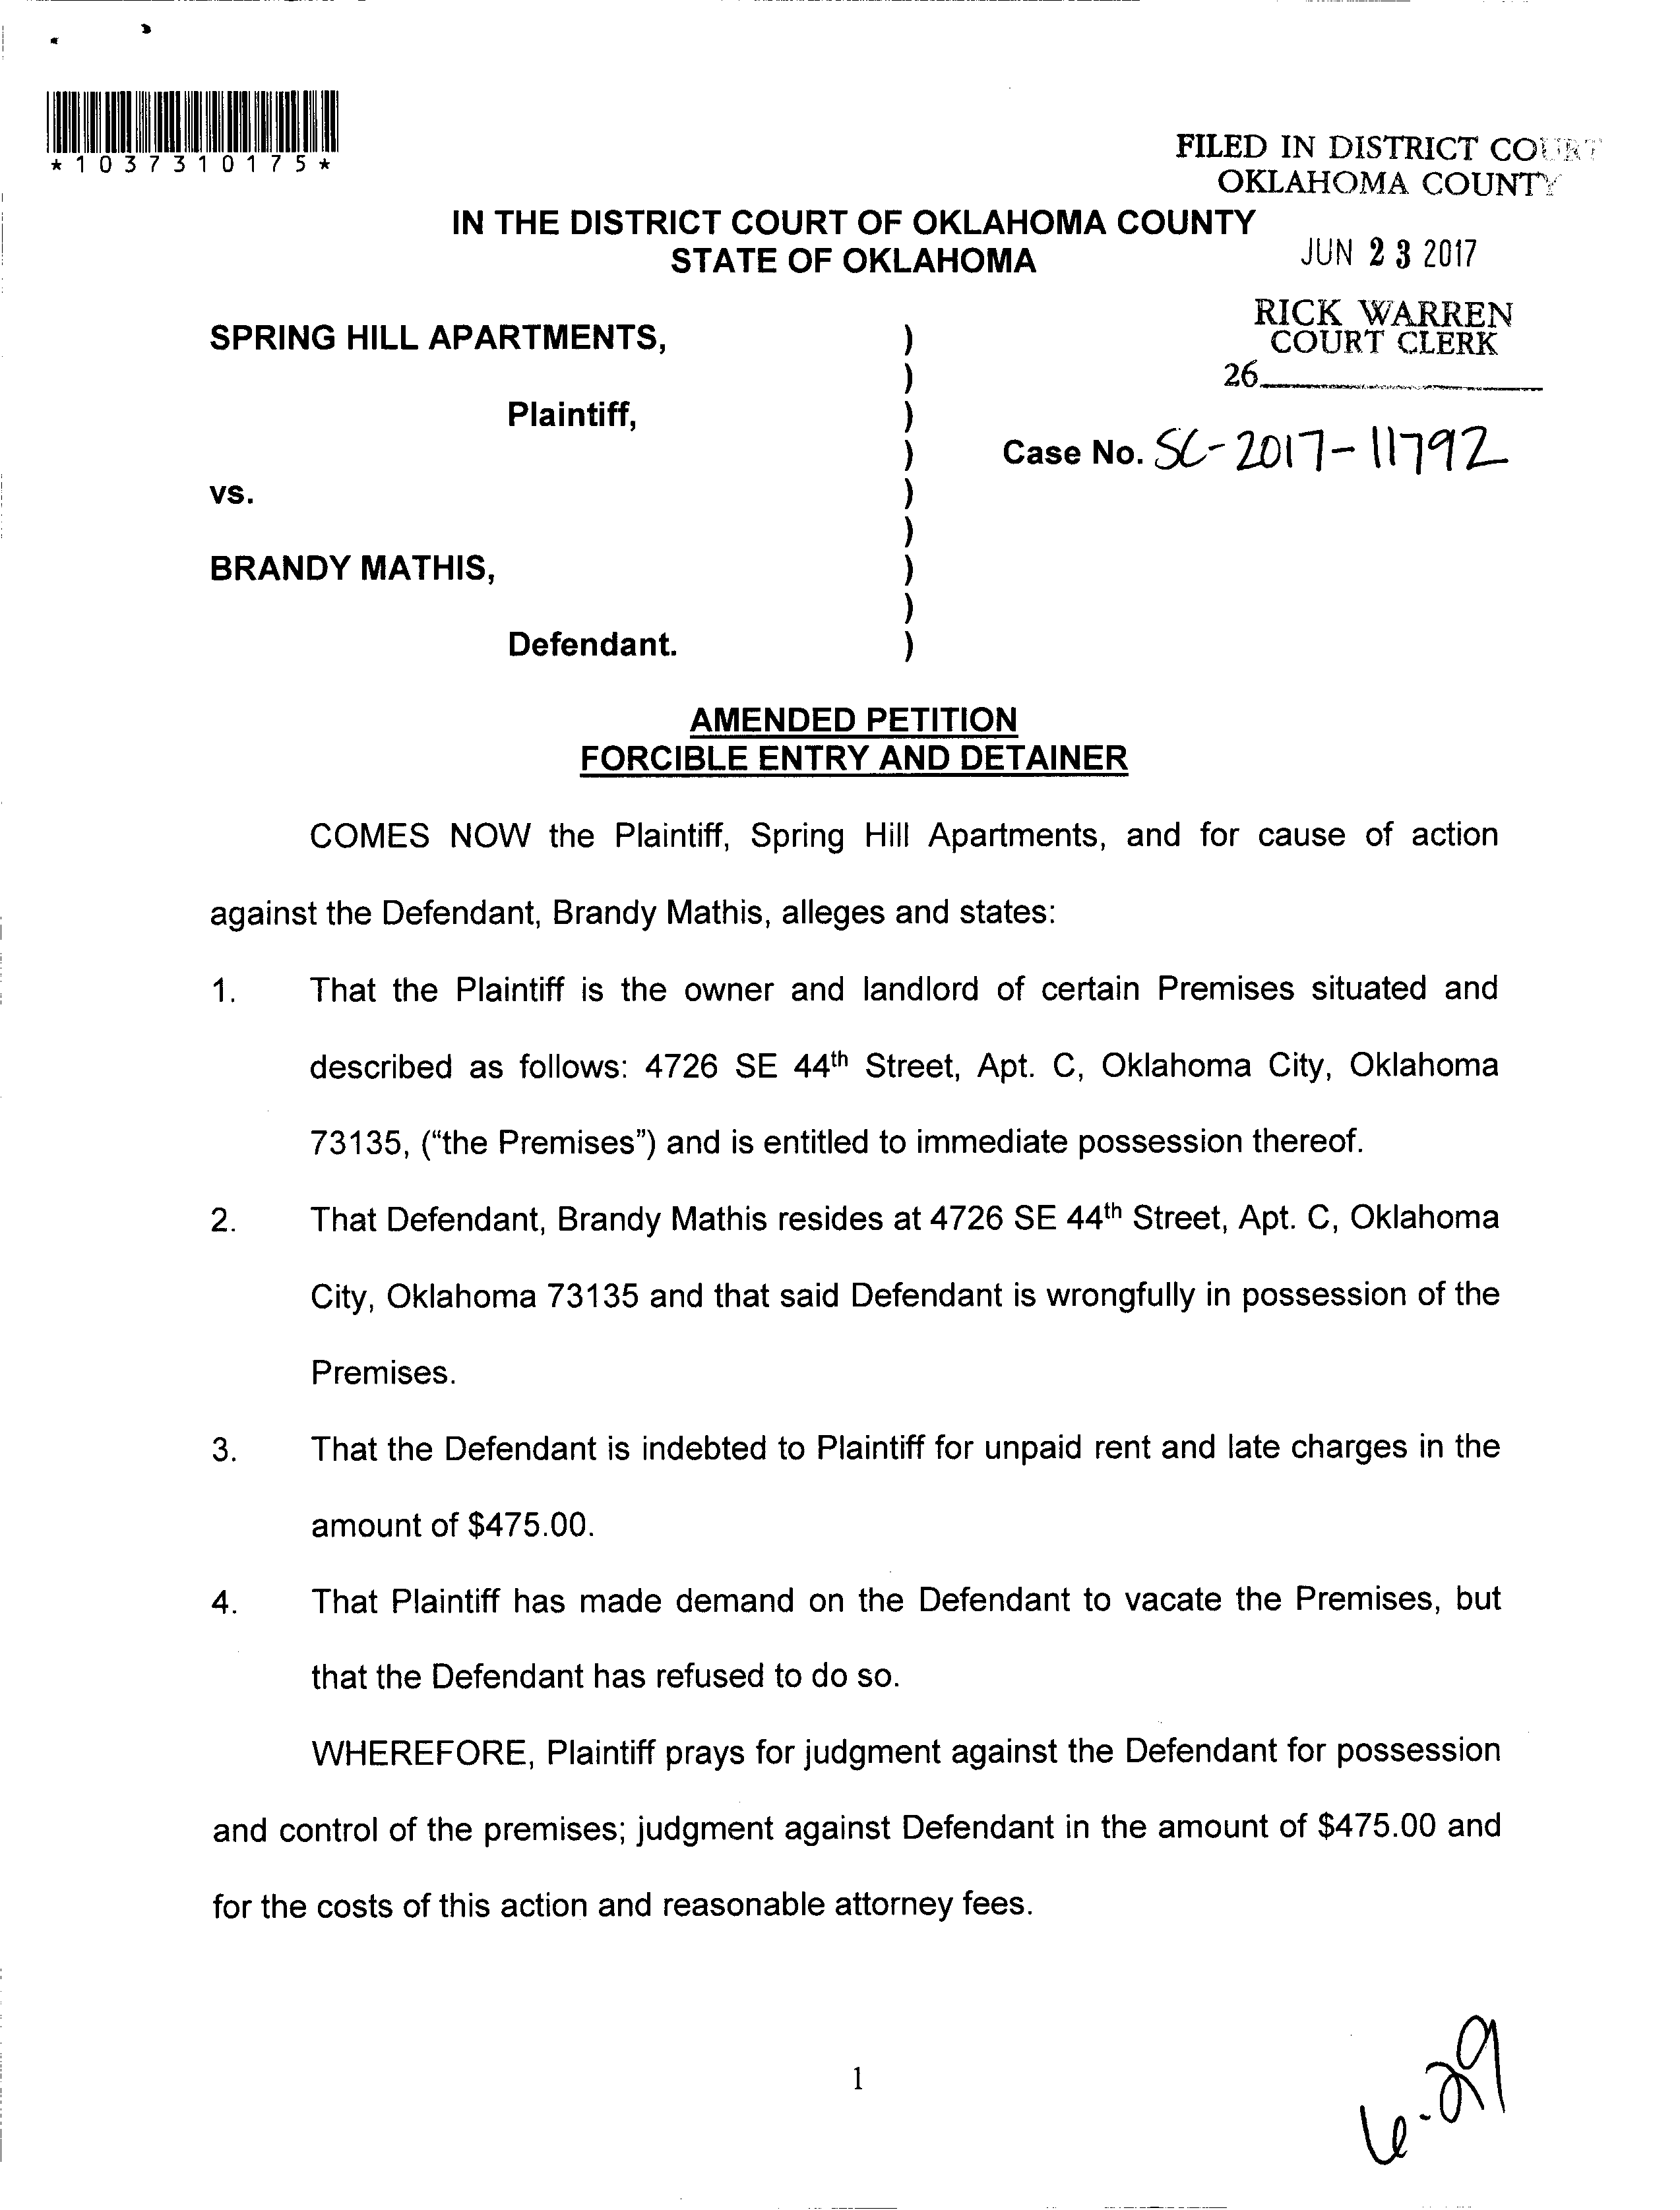 *1037310175*
FILED IN DISTRICT COURT
OKLAHOMA COUNTY
IN THE DISTRICT COURT OF OKLAHOMA COUNTY
STATE OF OKLAHOMA
JUN 23 2017
RICK WARREN
COURT CLERK
26
SPRING HILL APARTMENTS, )
)
Plaintiff, )
) Case No. SC-2017-11792
vs. )
)
BRANDY MATHIS, )
)
Defendant. )
AMENDED PETITION
FORCIBLE ENTRY AND DETAINER
COMES NOW the Plaintiff, Spring Hill Apartments, and for cause of action
against the Defendant, Brandy Mathis, alleges and states:
1. That the Plaintiff is the owner and landlord of certain Premises situated and
described as follows: 4726 SE 44th Street, Apt. C, Oklahoma City, Oklahoma
73135, (“the Premises”) and is entitled to immediate possession thereof.
2. That Defendant, Brandy Mathis resides at 4726 SE 44th Street, Apt. C, Oklahoma
City, Oklahoma 73135 and that said Defendant is wrongfully in possession of the
Premises.
3. That the Defendant is indebted to Plaintiff for unpaid rent and late charges in the
amount of $475.00.
4. That Plaintiff has made demand on the Defendant to vacate the Premises, but
that the Defendant has refused to do so.
WHEREFORE, Plaintiff prays for judgment against the Defendant for possession
and control of the premises; judgment against Defendant in the amount of $475.00 and
for the costs of this action and reasonable attorney fees.
1
6-29